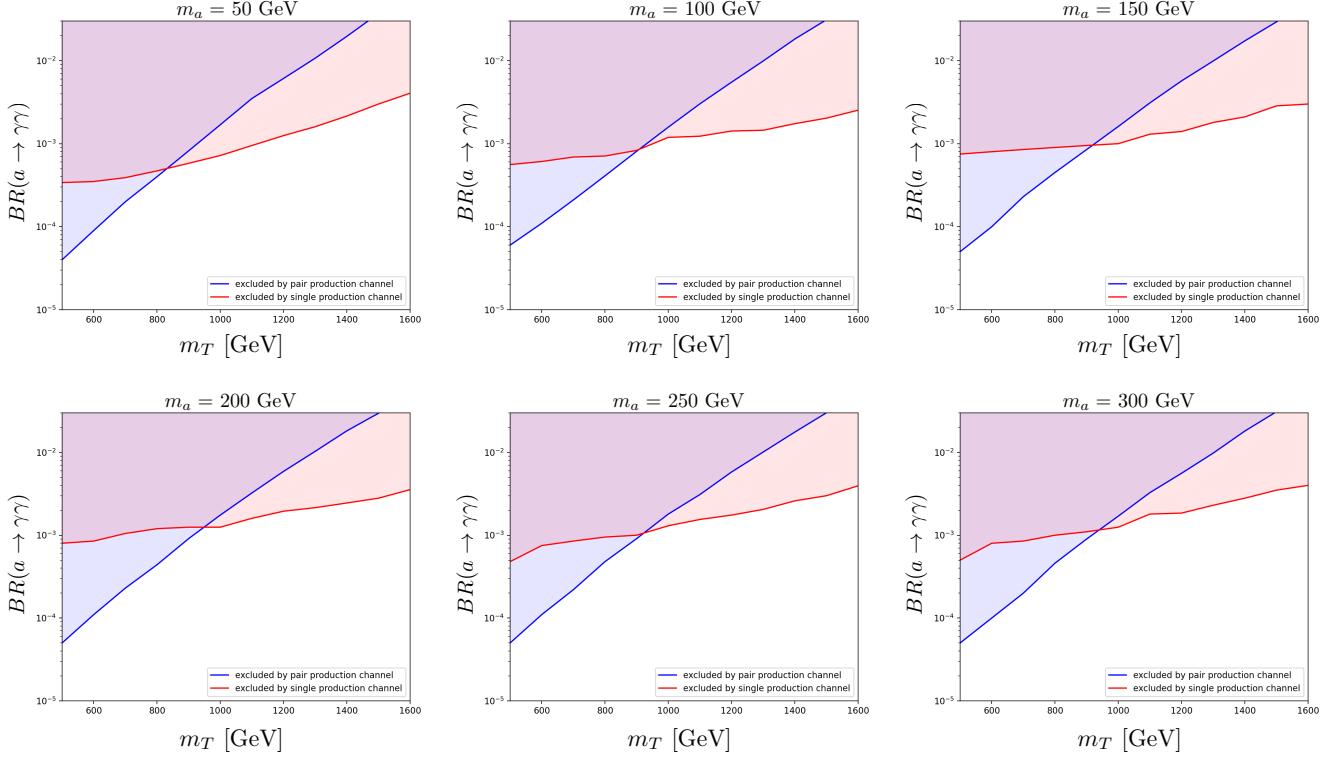 m_a = 50 GeV
BR(a → γγ)
10⁻²
10⁻³
10⁻⁴
10⁻⁵
excluded by pair production channel
excluded by single production channel
600 800 1000 1200 1400 1600
m_T [GeV]
m_a = 100 GeV
BR(a → γγ)
10⁻²
10⁻³
10⁻⁴
10⁻⁵
excluded by pair production channel
excluded by single production channel
600 800 1000 1200 1400 1600
m_T [GeV]
m_a = 150 GeV
BR(a → γγ)
10⁻²
10⁻³
10⁻⁴
10⁻⁵
excluded by pair production channel
excluded by single production channel
600 800 1000 1200 1400 1600
m_T [GeV]
m_a = 200 GeV
BR(a → γγ)
10⁻²
10⁻³
10⁻⁴
10⁻⁵
excluded by pair production channel
excluded by single production channel
600 800 1000 1200 1400 1600
m_T [GeV]
m_a = 250 GeV
BR(a → γγ)
10⁻²
10⁻³
10⁻⁴
10⁻⁵
excluded by pair production channel
excluded by single production channel
600 800 1000 1200 1400 1600
m_T [GeV]
m_a = 300 GeV
BR(a → γγ)
10⁻²
10⁻³
10⁻⁴
10⁻⁵
excluded by pair production channel
excluded by single production channel
600 800 1000 1200 1400 1600
m_T [GeV]